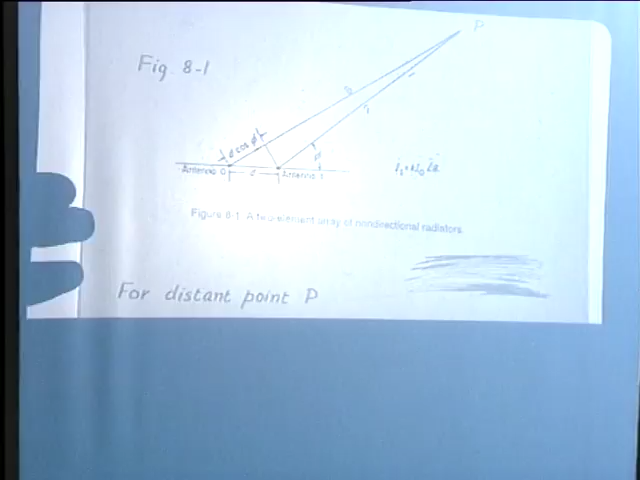 P
Fig. 8-1
d cos φ
Antenna 0
d
Antenna 1
Figure 8-1. A two-element array of nondirectional radiators.
For distant point P